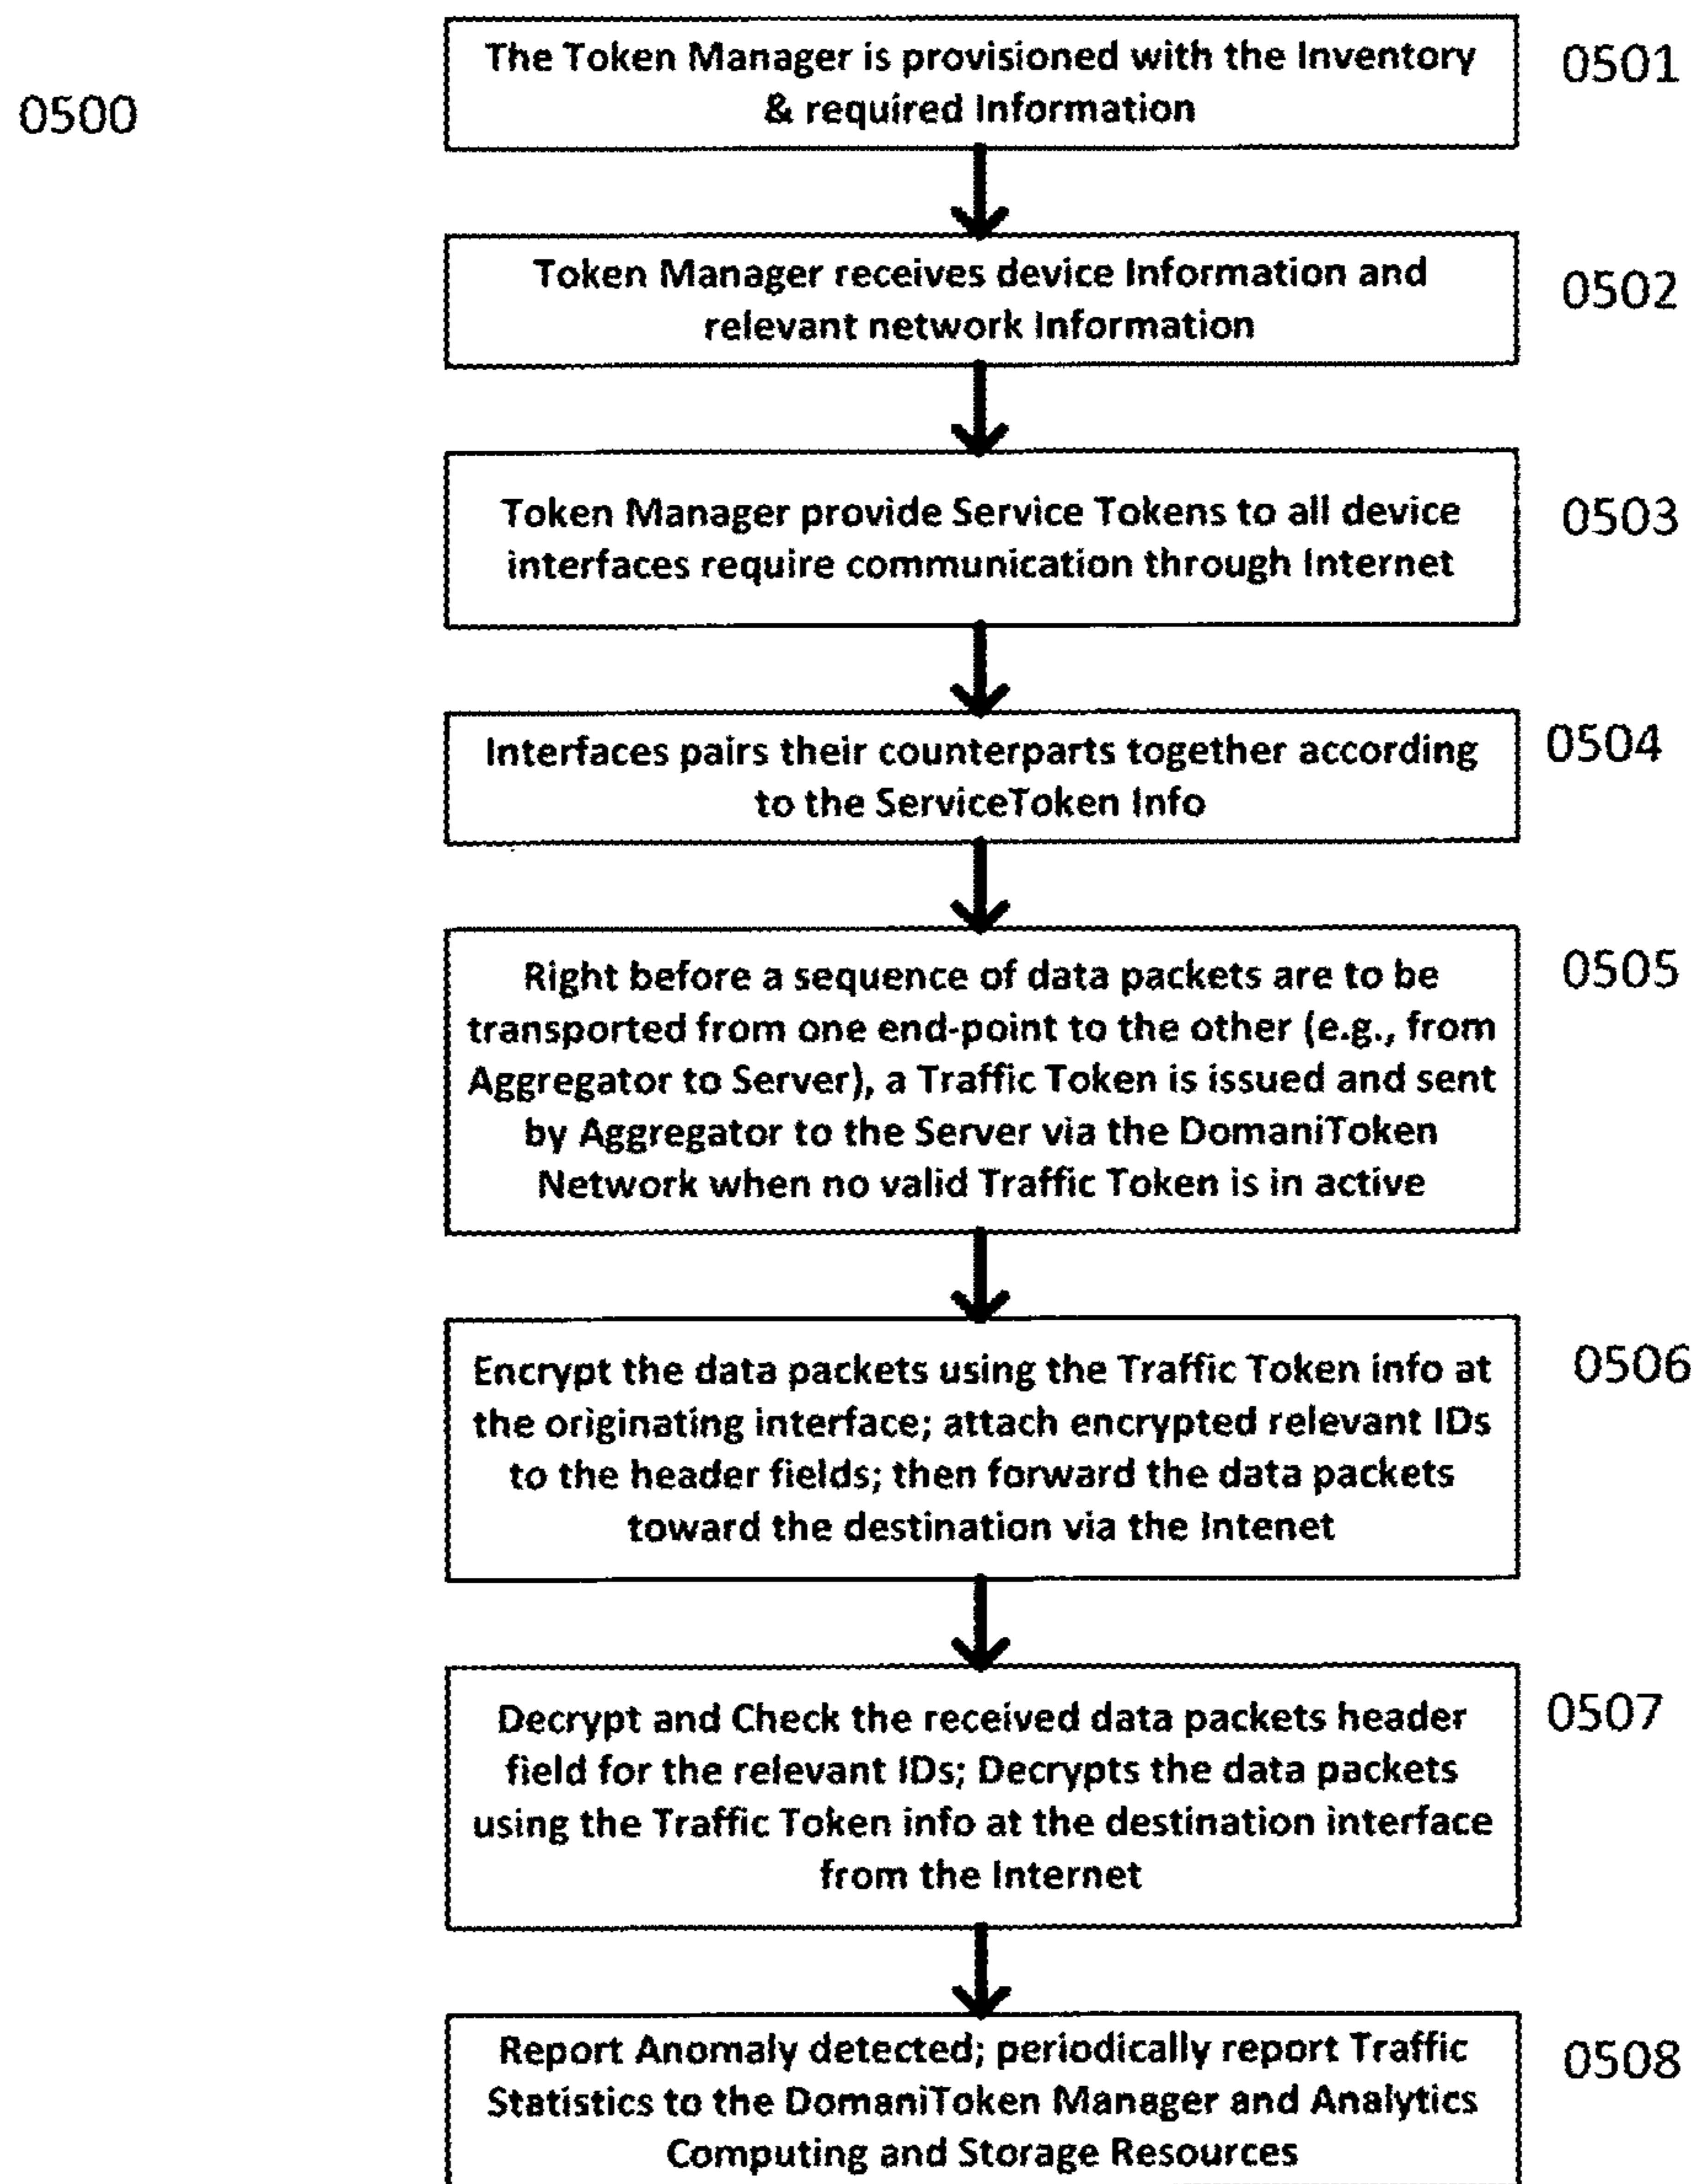 0500
The Token Manager is provisioned with the Inventory
& required Information
0501
Token Manager receives device Information and
relevant network Information
0502
Token Manager provide Service Tokens to all device
interfaces require communication through Internet
0503
Interfaces pairs their counterparts together according
to the ServiceToken Info
0504
Right before a sequence of data packets are to be
transported from one end-point to the other (e.g., from
Aggregator to Server), a Traffic Token is issued and sent
by Aggregator to the Server via the DomaniToken
Network when no valid Traffic Token is in active
0505
Encrypt the data packets using the Traffic Token info at
the originating interface; attach encrypted relevant IDs
to the header fields; then forward the data packets
toward the destination via the Intenet
0506
Decrypt and Check the received data packets header
field for the relevant IDs; Decrypts the data packets
using the Traffic Token info at the destination interface
from the Internet
0507
Report Anomaly detected; periodically report Traffic
Statistics to the DomaniToken Manager and Analytics
Computing and Storage Resources
0508